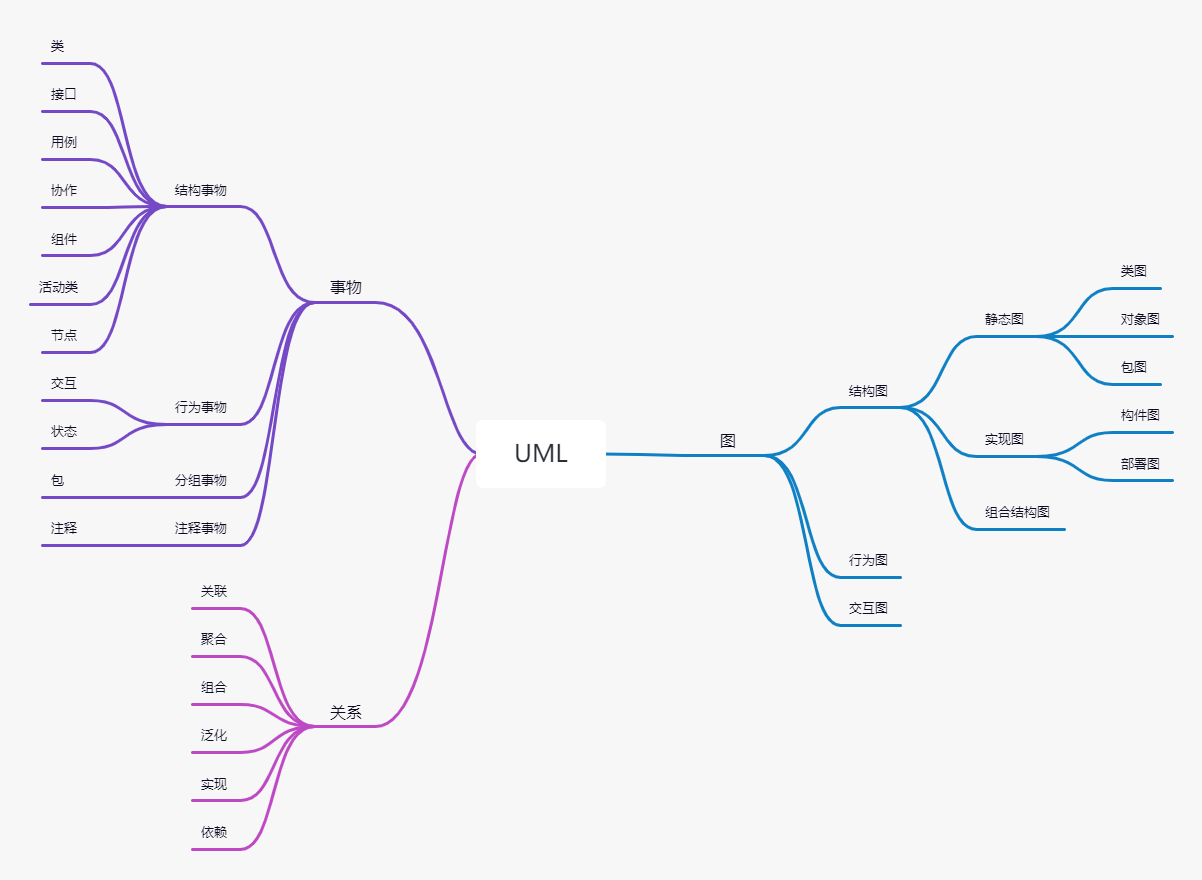 UML
事物
结构事物
类
接口
用例
协作
组件
活动类
节点
行为事物
交互
状态
分组事物
包
注释事物
注释
关系
关联
聚合
组合
泛化
实现
依赖
图
结构图
静态图
类图
对象图
包图
实现图
构件图
部署图
组合结构图
行为图
交互图